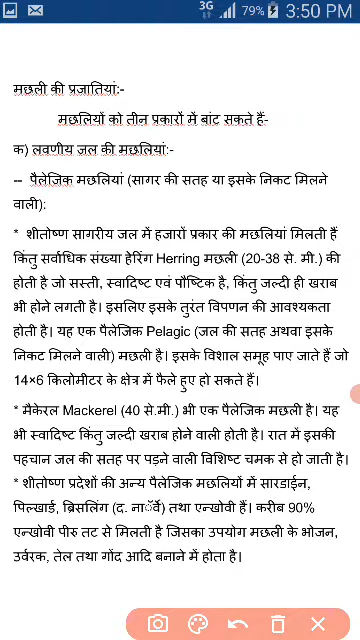 3G 79% 3:50 PM
मछली की प्रजातियां:-
मछलियों को तीन प्रकारों में बांट सकते हैं-
क) लवणीय जल की मछलियां:-
-- पैलेजिक मछलियां (सागर की सतह या इसके निकट मिलने
वाली):
* शीतोष्ण सागरीय जल में हजारों प्रकार की मछलियां मिलती हैं
किंतु सर्वाधिक संख्या हेरिंग Herring मछली (20-38 से. मी.) की
होती है जो सस्ती, स्वादिष्ट एवं पौष्टिक है, किंतु जल्दी ही खराब
भी होने लगती है। इसलिए इसके तुरंत विपणन की आवश्यकता
होती है। यह एक पैलेजिक Pelagic (जल की सतह अथवा इसके
निकट मिलने वाली) मछली है। इसके विशाल समूह पाए जाते हैं जो
14×6 किलोमीटर के क्षेत्र में फैले हुए हो सकते हैं।
* मैकेरल Mackerel (40 से.मी.) भी एक पैलेजिक मछली है। यह
भी स्वादिष्ट किंतु जल्दी खराब होने वाली होती है। रात में इसकी
पहचान जल की सतह पर पड़ने वाली विशिष्ट चमक से हो जाती है।
* शीतोष्ण प्रदेशों की अन्य पैलेजिक मछलियों में सारडाईन,
पिल्खार्ड, ब्रिसलिंग (द. नाॅर्वे) तथा एन्खोवी हैं। करीब 90%
एन्खोवी पीरु तट से मिलती है जिसका उपयोग मछली के भोजन,
उर्वरक, तेल तथा गोंद आदि बनाने में होता है।